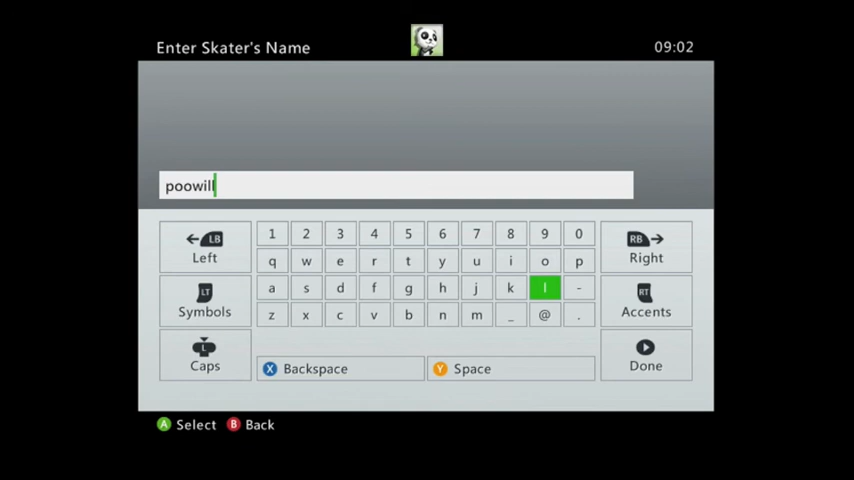 Enter Skater's Name
09:02
poowill
LB
Left
1 2 3 4 5 6 7 8 9 0
RB
Right
q w e r t y u i o p
LT
Symbols
a s d f g h j k l -
RT
Accents
z x c v b n m _ @ .
L
Caps
X Backspace
Y Space
Done
A Select B Back